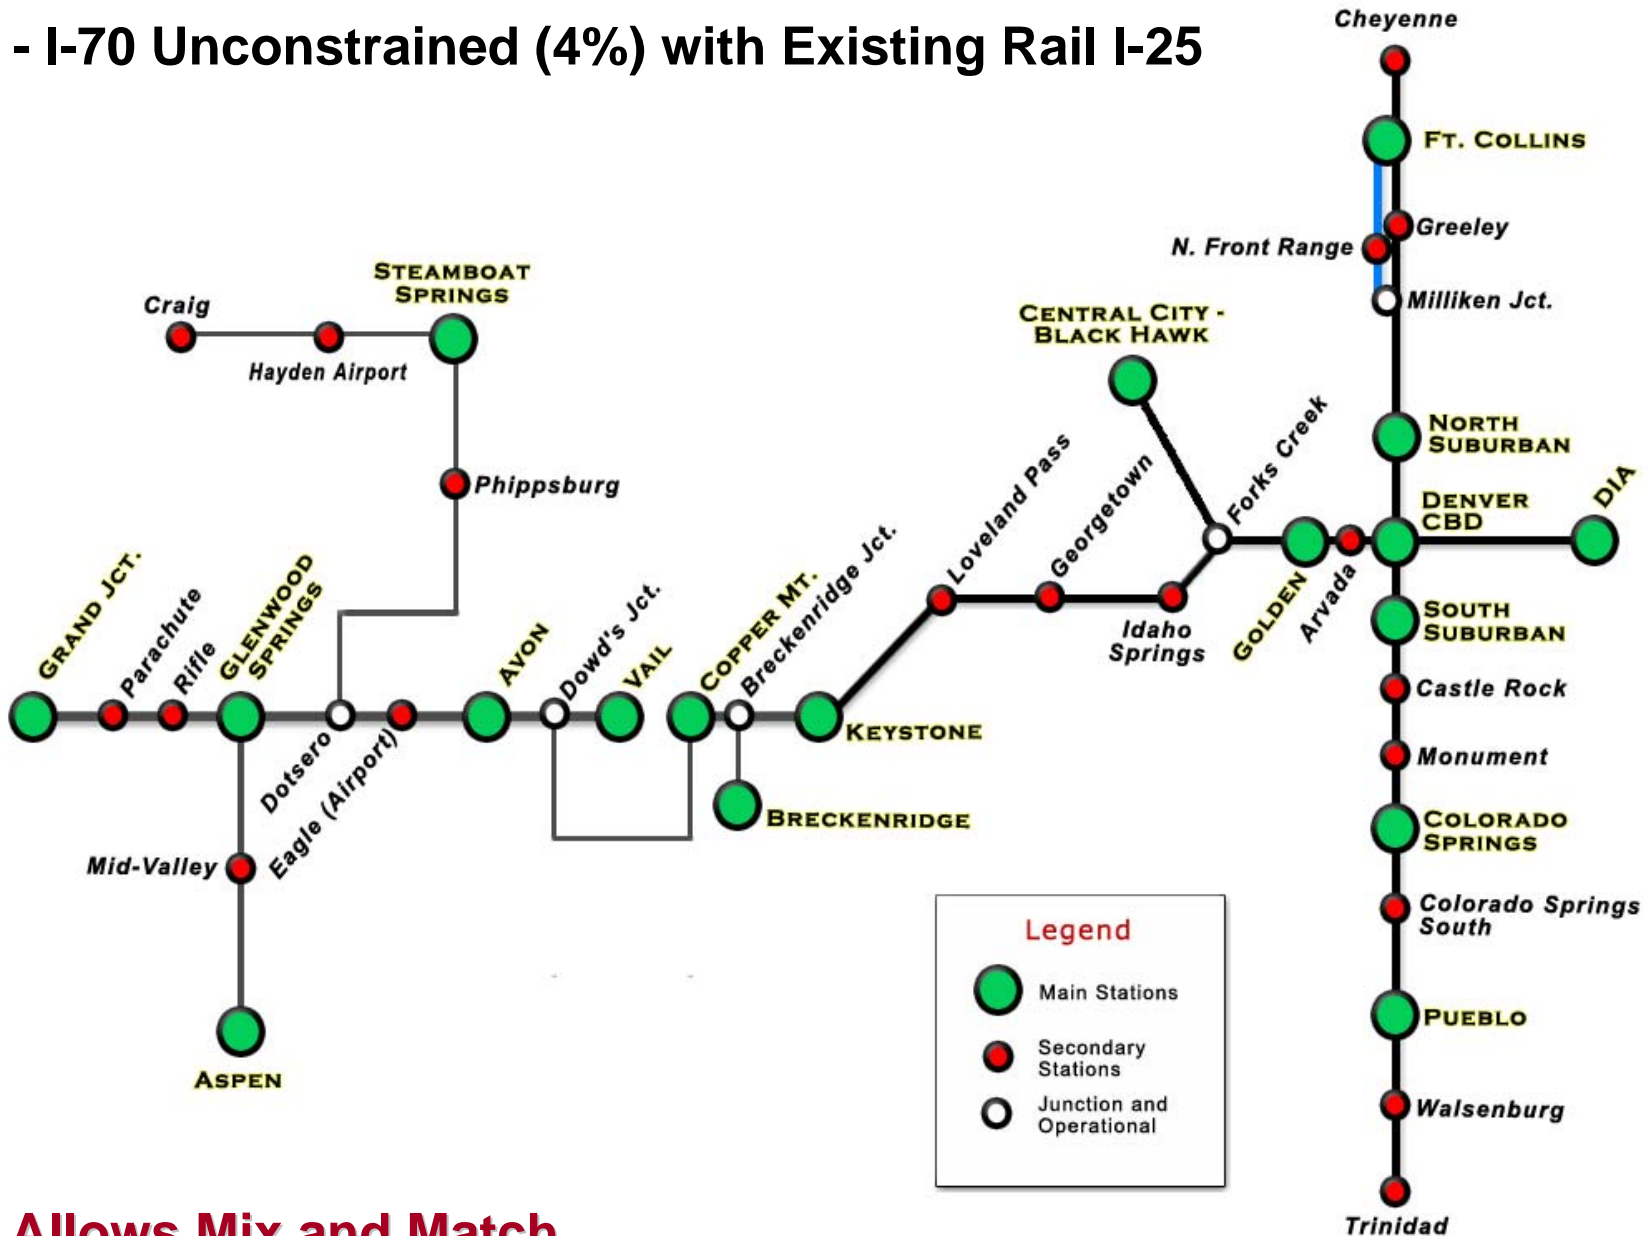 - I-70 Unconstrained (4%) with Existing Rail I-25
Cheyenne
FT. COLLINS
Greeley
N. Front Range
Milliken Jct.
STEAMBOAT
SPRINGS
Craig
Hayden Airport
CENTRAL CITY -
BLACK HAWK
Phippsburg
Loveland Pass
Georgetown
Forks Creek
NORTH
SUBURBAN
DENVER
CBD
DIA
GRAND JCT.
Parachute
Rifle
GLENWOOD
SPRINGS
AVON
Dowd's Jct.
VAIL
COPPER MT.
Breckenridge Jct.
Idaho
Springs
GOLDEN
Arvada
SOUTH
SUBURBAN
Castle Rock
KEYSTONE
Dotsero
Eagle (Airport)
Monument
BRECKENRIDGE
COLORADO
SPRINGS
Mid-Valley
Colorado Springs
South
Legend
Main Stations
Secondary
Stations
Junction and
Operational
PUEBLO
ASPEN
Walsenburg
Trinidad
Allows Mix and Match